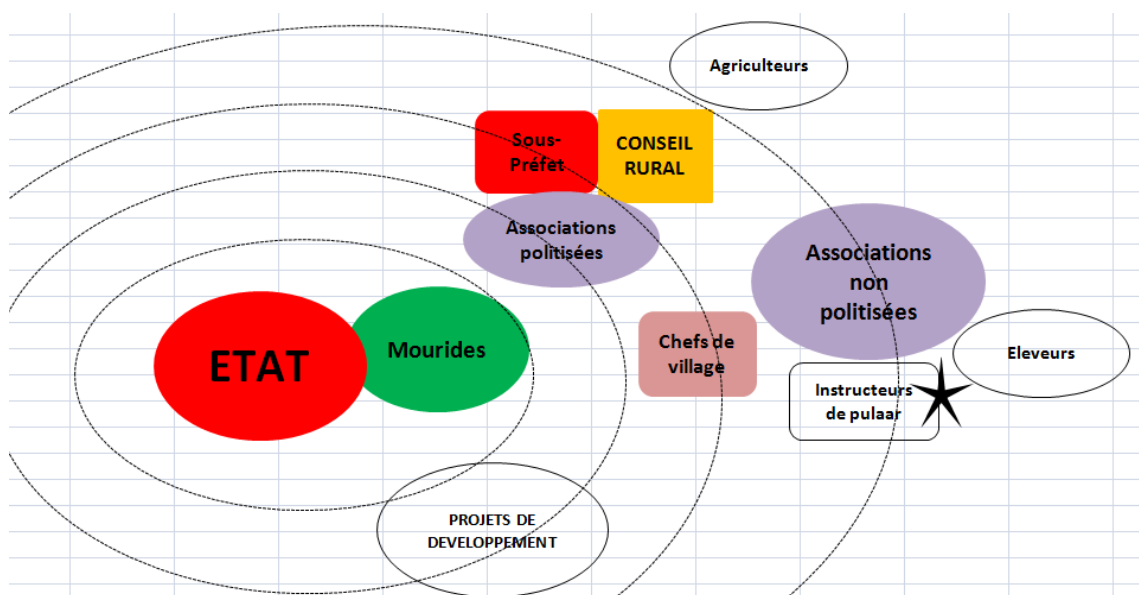 Agriculteurs
Sous-
Préfet
CONSEIL
RURAL
Associations
politisées
Associations
non
politisées
ETAT
Mourides
Chefs de
village
Eleveurs
Instructeurs
de pulaar
PROJETS DE
DEVELOPPEMENT